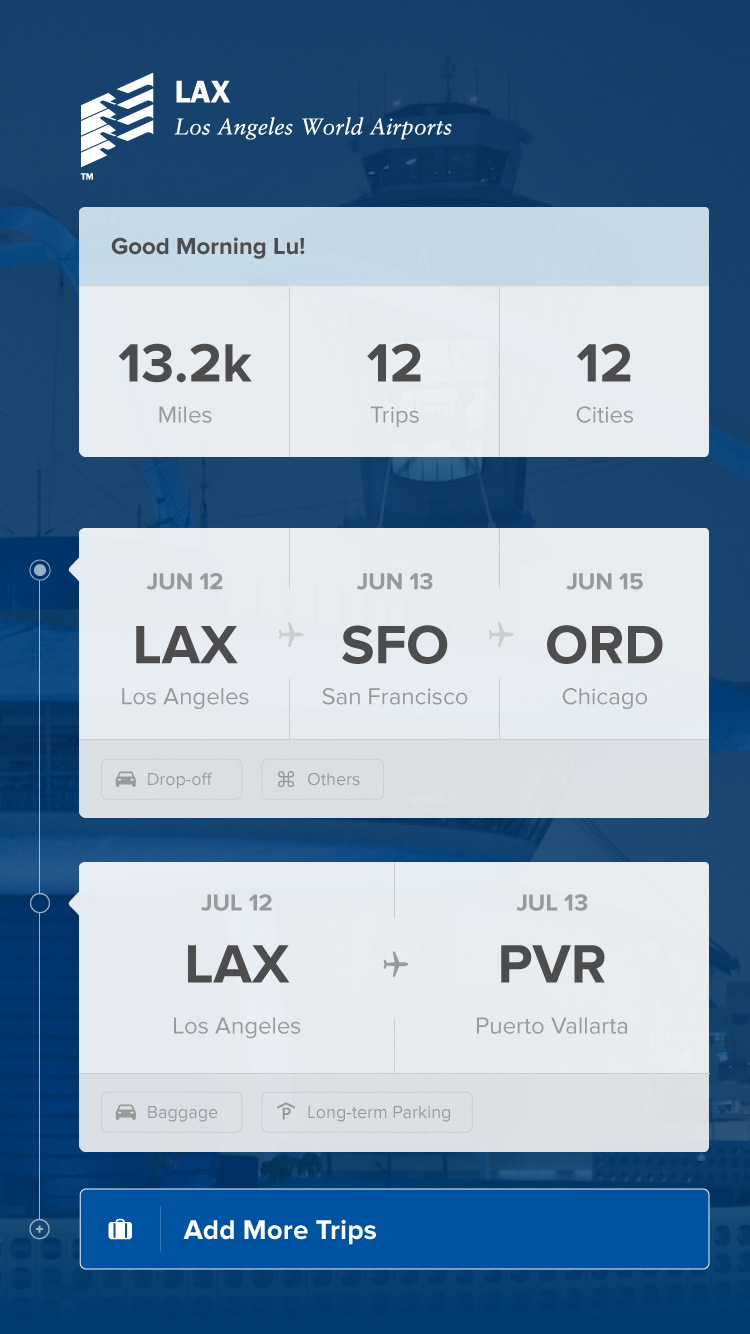 LAX
Los Angeles World Airports
TM
Good Morning Lu!
13.2k 12 12
Miles Trips Cities
JUN 12 JUN 13 JUN 15
LAX SFO ORD
Los Angeles San Francisco Chicago
Drop-off Others
JUL 12 JUL 13
LAX PVR
Los Angeles Puerto Vallarta
Baggage P Long-term Parking
Add More Trips